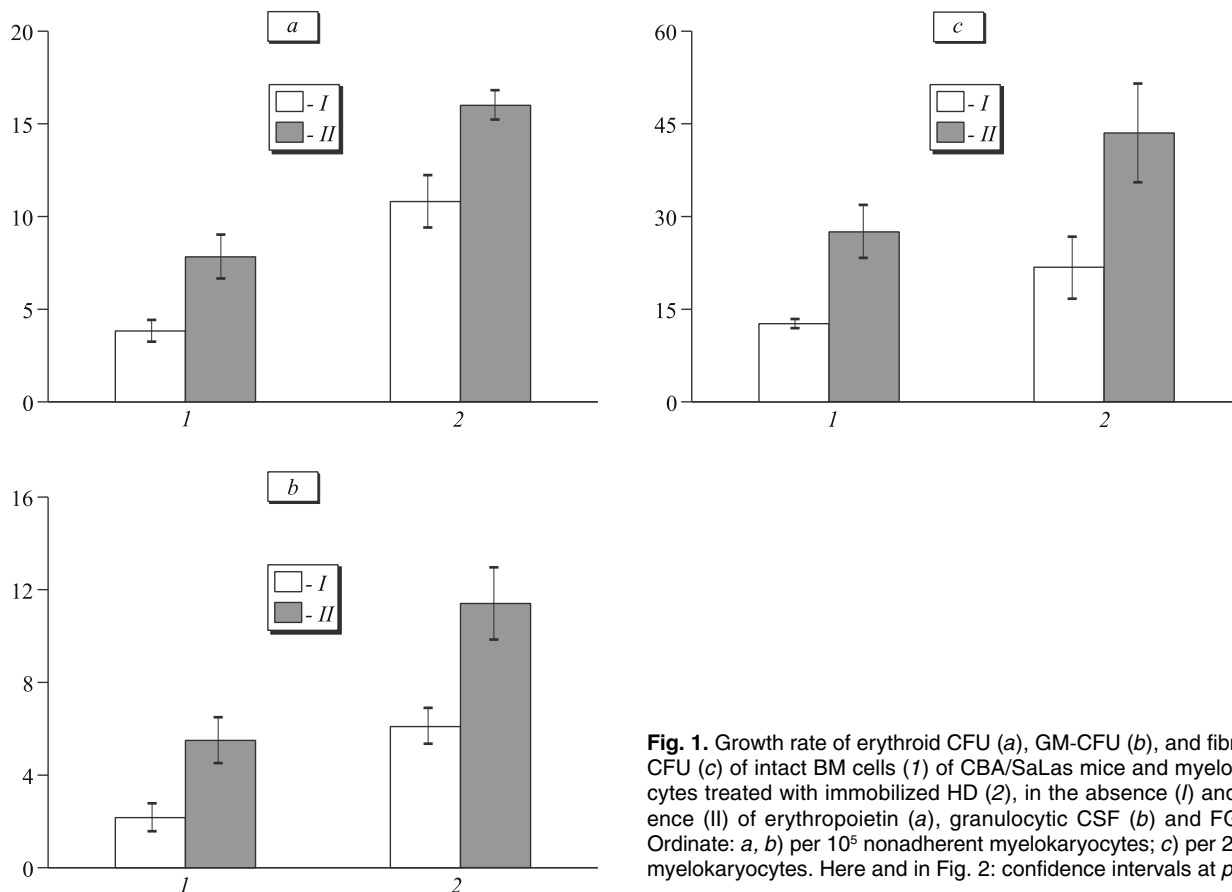 a
- I
- II
20
15
10
5
0
1
2
c
- I
- II
60
45
30
15
0
1
2
b
- I
- II
16
12
8
4
0
1
2
Fig. 1. Growth rate of erythroid CFU (a), GM-CFU (b), and fibr
CFU (c) of intact BM cells (1) of CBA/SaLas mice and myelo
cytes treated with immobilized HD (2), in the absence (I) and
ence (II) of erythropoietin (a), granulocytic CSF (b) and FG
Ordinate: a, b) per 10⁵ nonadherent myelokaryocytes; c) per 2
myelokaryocytes. Here and in Fig. 2: confidence intervals at p